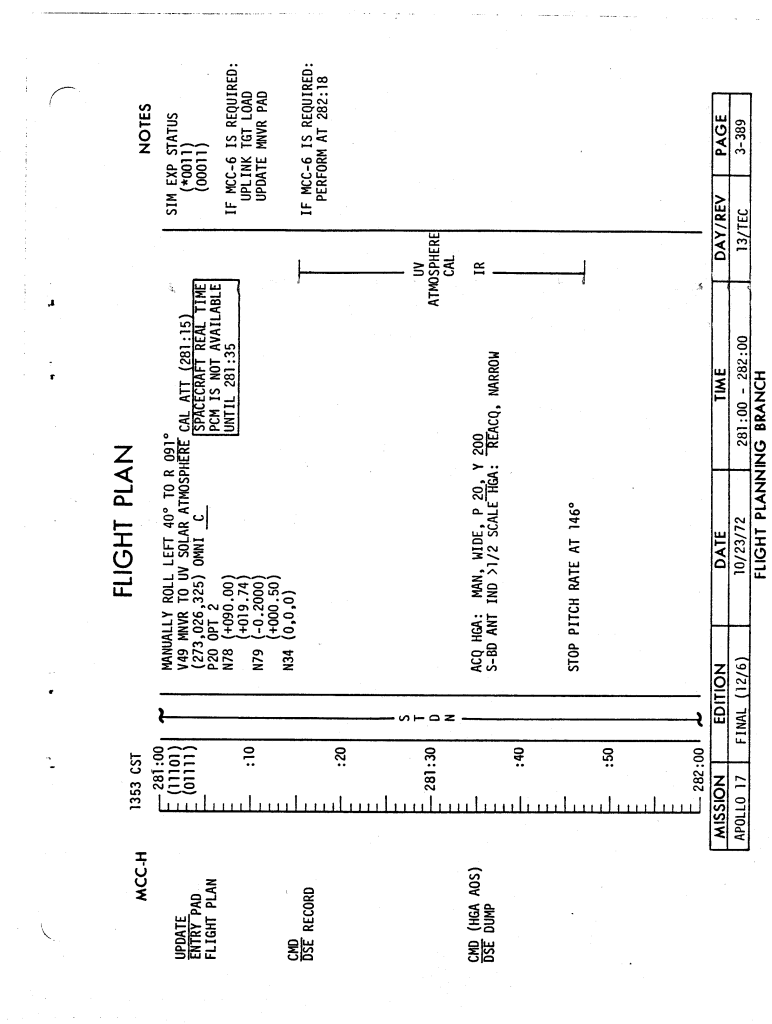 FLIGHT PLAN
MCC-H
1353 CST
NOTES
UPDATE
ENTRY PAD
FLIGHT PLAN
CMD
DSE RECORD
CMD (HGA AOS)
DSE DUMP
281:00
(11101)
(01111)
:10
:20
281:30
:40
:50
282:00
S
T
D
N
MANUALLY ROLL LEFT 40° TO R 091°
V49 MNVR TO UV SOLAR ATMOSPHERE CAL ATT (281:15)
(273,026,325) OMNI C
P20 OPT 2
N78 (+090.00)
(+019.74)
N79 (-0.2000)
(+000.50)
N34 (0,0,0)
SPACECRAFT REAL TIME
PCM IS NOT AVAILABLE
UNTIL 281:35
ACQ HGA: MAN, WIDE, P 20, Y 200
S-BD ANT IND >1/2 SCALE HGA: REACQ, NARROW
STOP PITCH RATE AT 146°
UV
ATMOSPHERE
CAL
IR
SIM EXP STATUS
(*0011)
(00011)
IF MCC-6 IS REQUIRED:
UPLINK TGT LOAD
UPDATE MNVR PAD
IF MCC-6 IS REQUIRED:
PERFORM AT 282:18
MISSION EDITION DATE TIME DAY/REV PAGE
APOLLO 17 FINAL (12/6) 10/23/72 281:00 - 282:00 13/TEC 3-389
FLIGHT PLANNING BRANCH